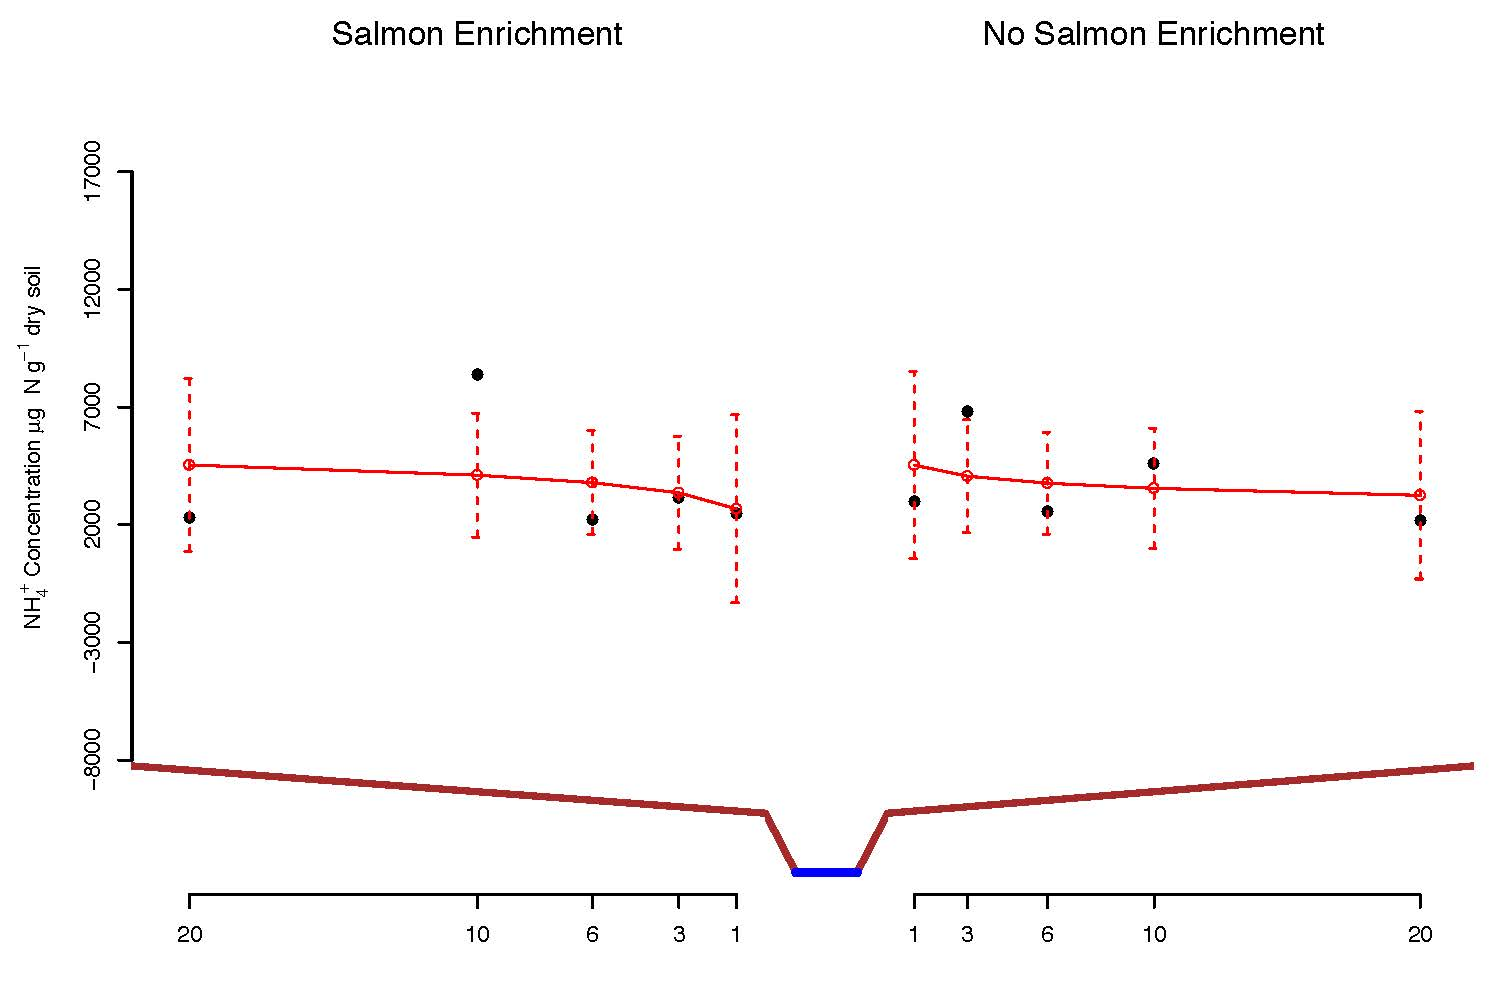 Salmon Enrichment
No Salmon Enrichment
17000
12000
7000
2000
−3000
−8000
NH₄⁺ Concentration µg N g⁻¹ dry soil
20 10 6 3 1
1 3 6 10 20